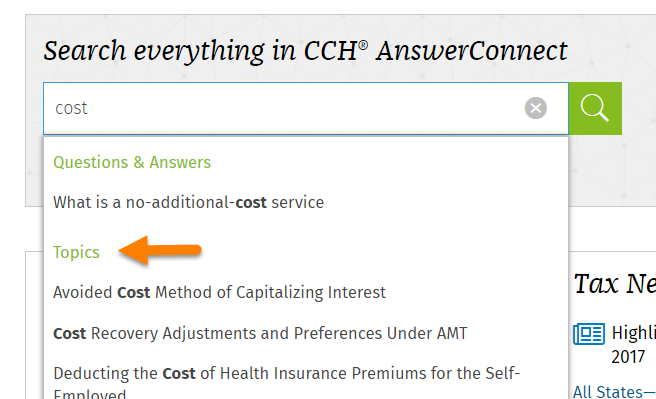 Search everything in CCH® AnswerConnect
cost
Questions & Answers
What is a no-additional-cost service
Topics
Avoided Cost Method of Capitalizing Interest
Cost Recovery Adjustments and Preferences Under AMT
Deducting the Cost of Health Insurance Premiums for the Self-
Employed
Tax Ne
Highli
2017
All States—